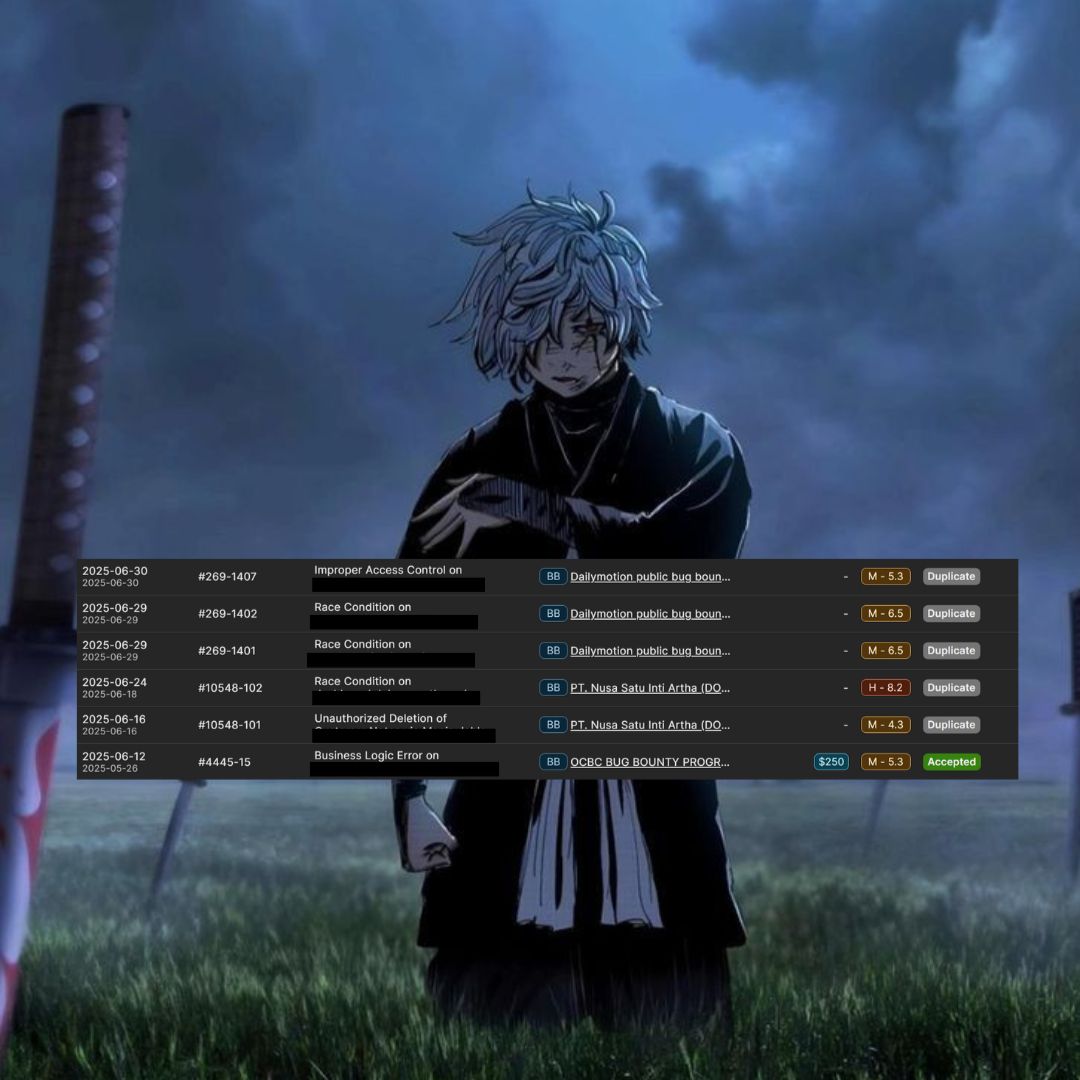 2025-06-30
2025-06-30
#269-1407
Improper Access Control on
BB Dailymotion public bug boun...
- M - 5.3 Duplicate
2025-06-29
2025-06-29
#269-1402
Race Condition on
BB Dailymotion public bug boun...
- M - 6.5 Duplicate
2025-06-29
2025-06-29
#269-1401
Race Condition on
BB Dailymotion public bug boun...
- M - 6.5 Duplicate
2025-06-24
2025-06-18
#10548-102
Race Condition on
BB PT. Nusa Satu Inti Artha (DO...
- H - 8.2 Duplicate
2025-06-16
2025-06-16
#10548-101
Unauthorized Deletion of
BB PT. Nusa Satu Inti Artha (DO...
- M - 4.3 Duplicate
2025-06-12
2025-05-26
#4445-15
Business Logic Error on
BB OCBC BUG BOUNTY PROGR...
$250 M - 5.3 Accepted